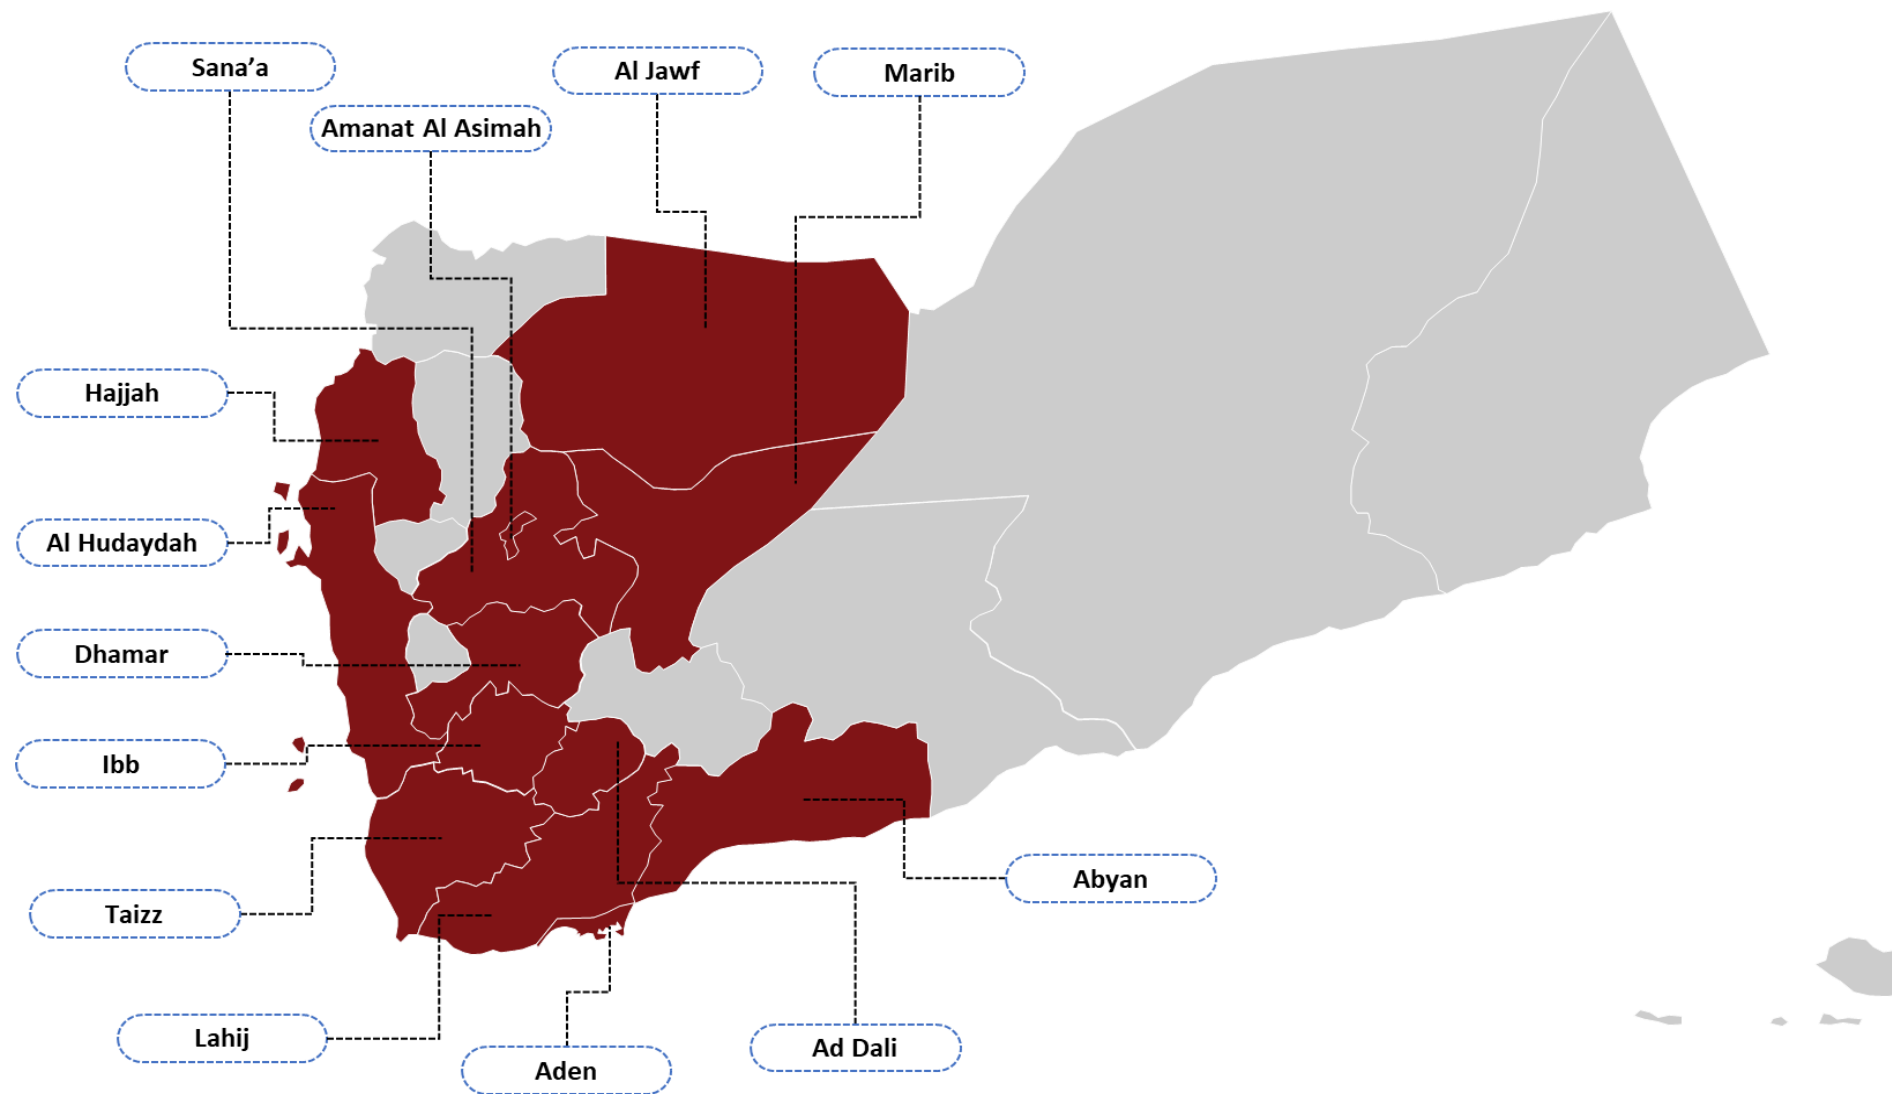 Sana’a
Al Jawf
Marib
Amanat Al Asimah
Hajjah
Al Hudaydah
Dhamar
Ibb
Abyan
Taizz
Lahij
Ad Dali
Aden